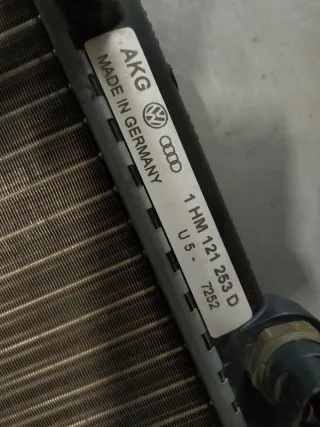 AKG
MADE IN GERMANY
1 HM 121 253 D
U 5 -
7252